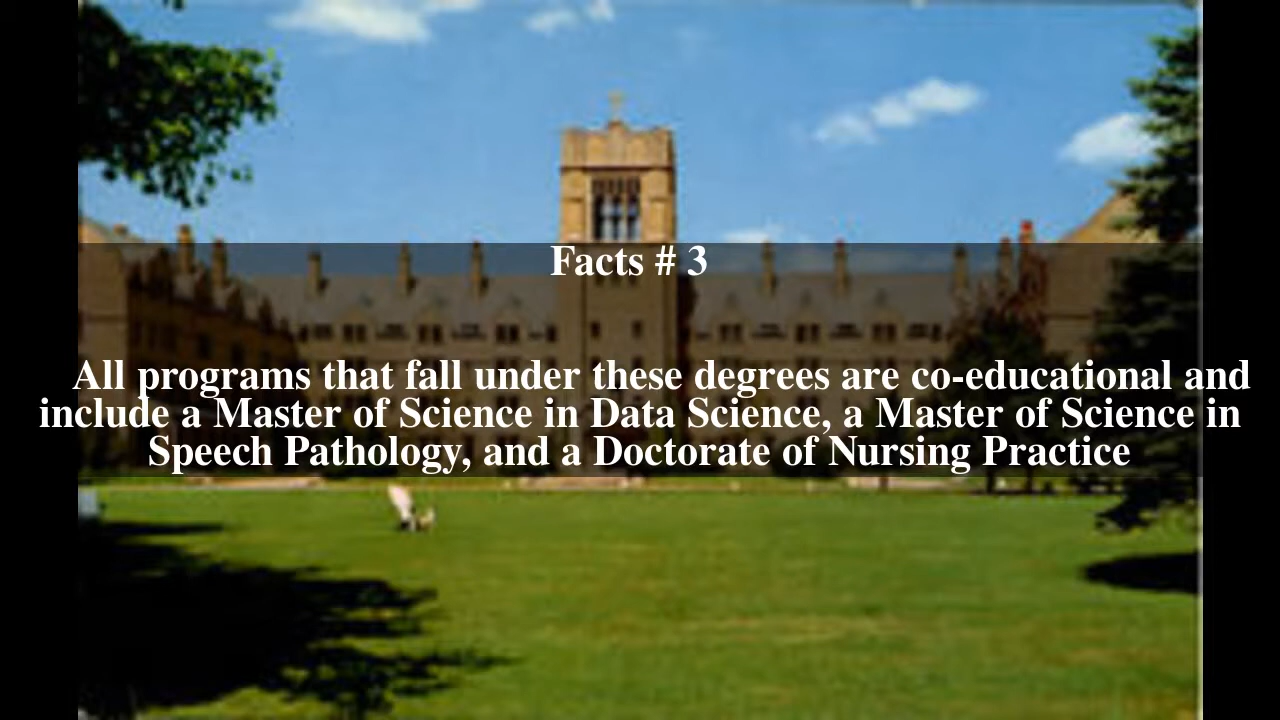 Facts # 3
All programs that fall under these degrees are co-educational and
include a Master of Science in Data Science, a Master of Science in
Speech Pathology, and a Doctorate of Nursing Practice